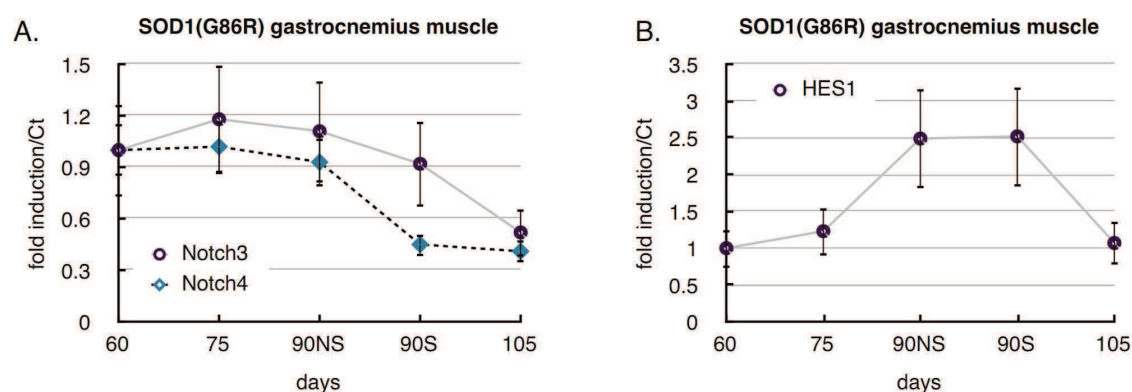 A.
SOD1(G86R) gastrocnemius muscle
fold induction/Ct
1.5
1.2
0.9
0.6
0.3
0
Notch3
Notch4
60 75 90NS 90S 105
days
B.
SOD1(G86R) gastrocnemius muscle
fold induction/Ct
3.5
3
2.5
2
1.5
1
0.5
0
HES1
60 75 90NS 90S 105
days